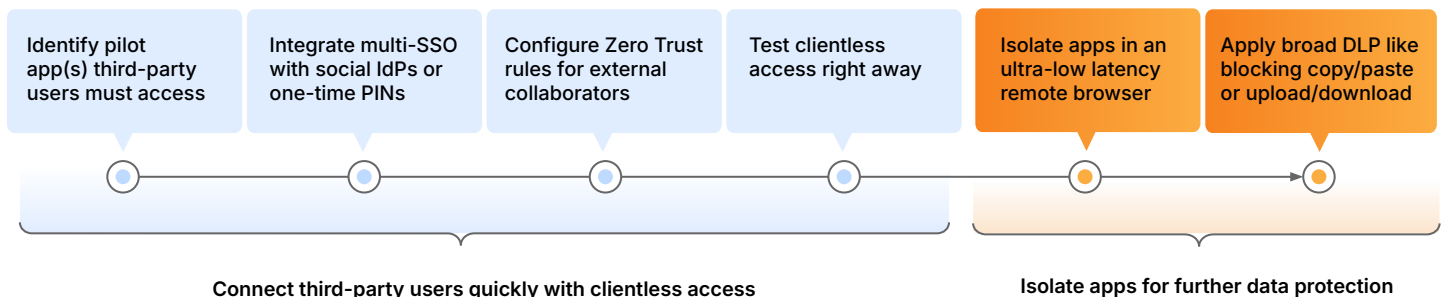 Identify pilot
app(s) third-party
users must access
Integrate multi-SSO
with social IdPs or
one-time PINs
Configure Zero Trust
rules for external
collaborators
Test clientless
access right away
Isolate apps in an
ultra-low latency
remote browser
Apply broad DLP like
blocking copy/paste
or upload/download
Connect third-party users quickly with clientless access
Isolate apps for further data protection